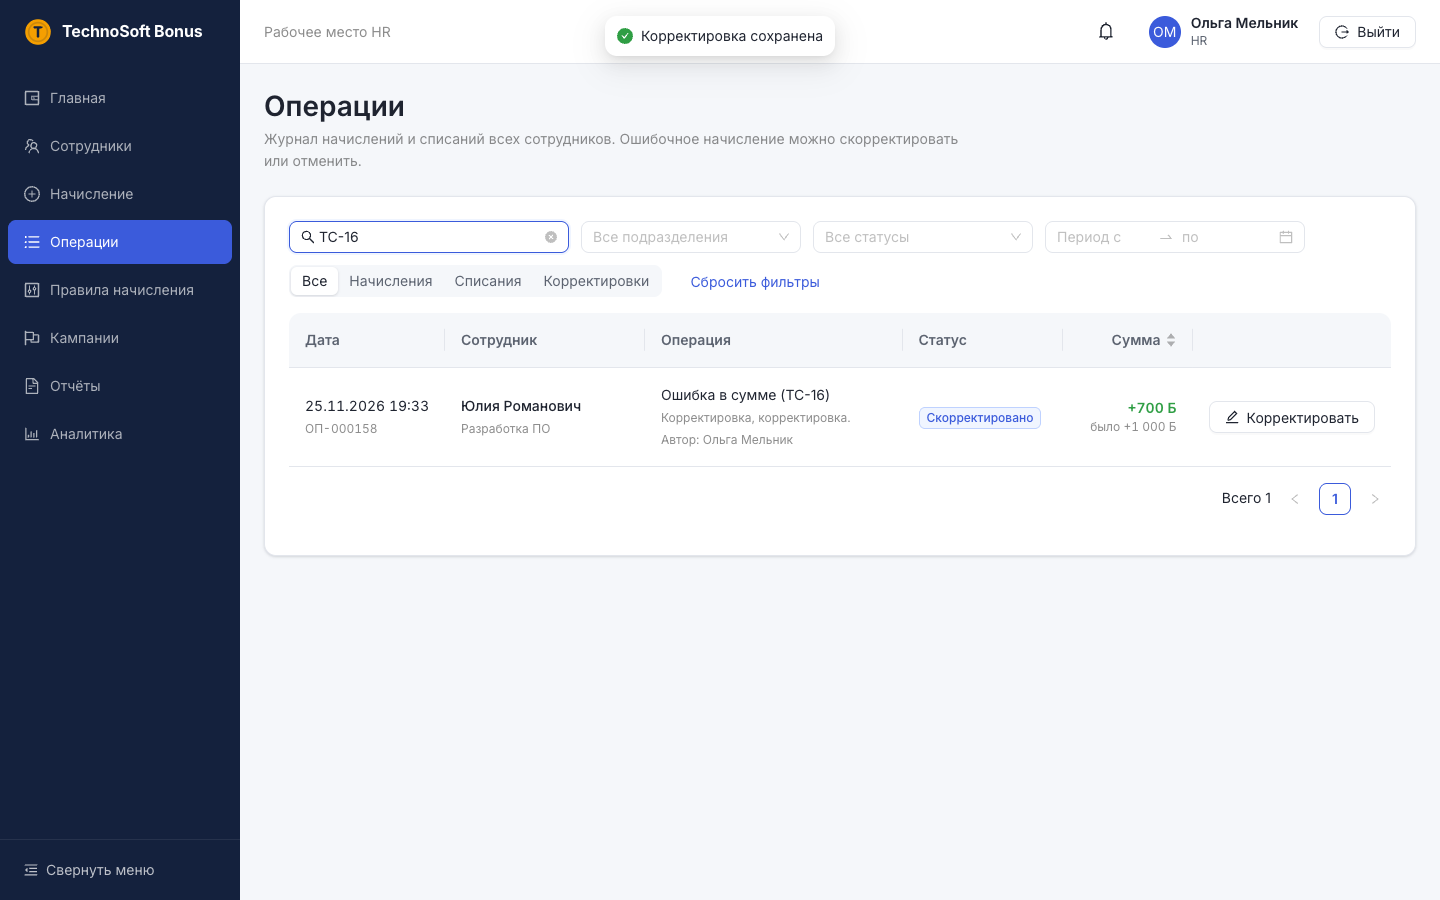 TechnoSoft Bonus
Рабочее место HR
Корректировка сохранена
ОМ
Ольга Мельник
HR
Выйти
Главная
Сотрудники
Начисление
Операции
Правила начисления
Кампании
Отчёты
Аналитика
Свернуть меню
Операции
Журнал начислений и списаний всех сотрудников. Ошибочное начисление можно скорректировать
или отменить.
ТС-16
Все подразделения
Все статусы
Период с → по
Все Начисления Списания Корректировки Сбросить фильтры
Дата Сотрудник Операция Статус Сумма
25.11.2026 19:33
ОП-000158
Юлия Романович
Разработка ПО
Ошибка в сумме (ТС-16)
Корректировка, корректировка.
Автор: Ольга Мельник
Скорректировано
+700 Б
было +1 000 Б
Корректировать
Всего 1
1